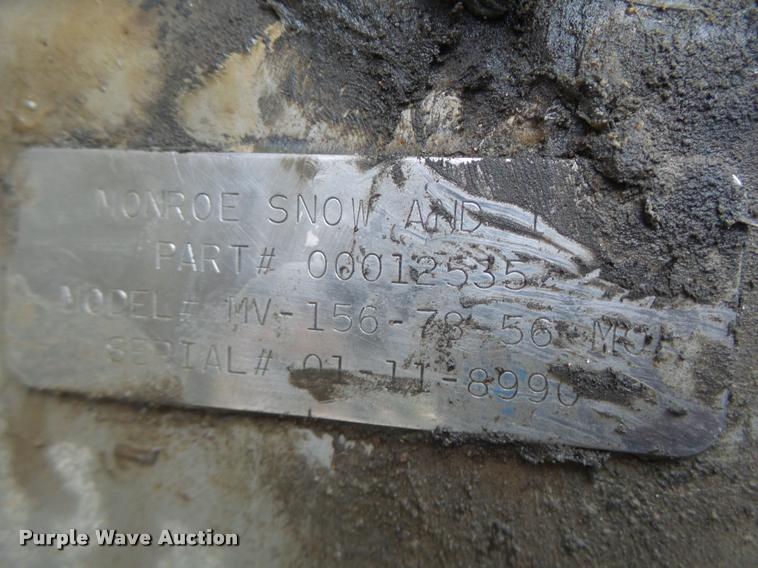 MONROE SNOW AND
PART# 00012535
MODEL# MV-156-78-56
SERIAL# 01-11-8990
Purple Wave Auction